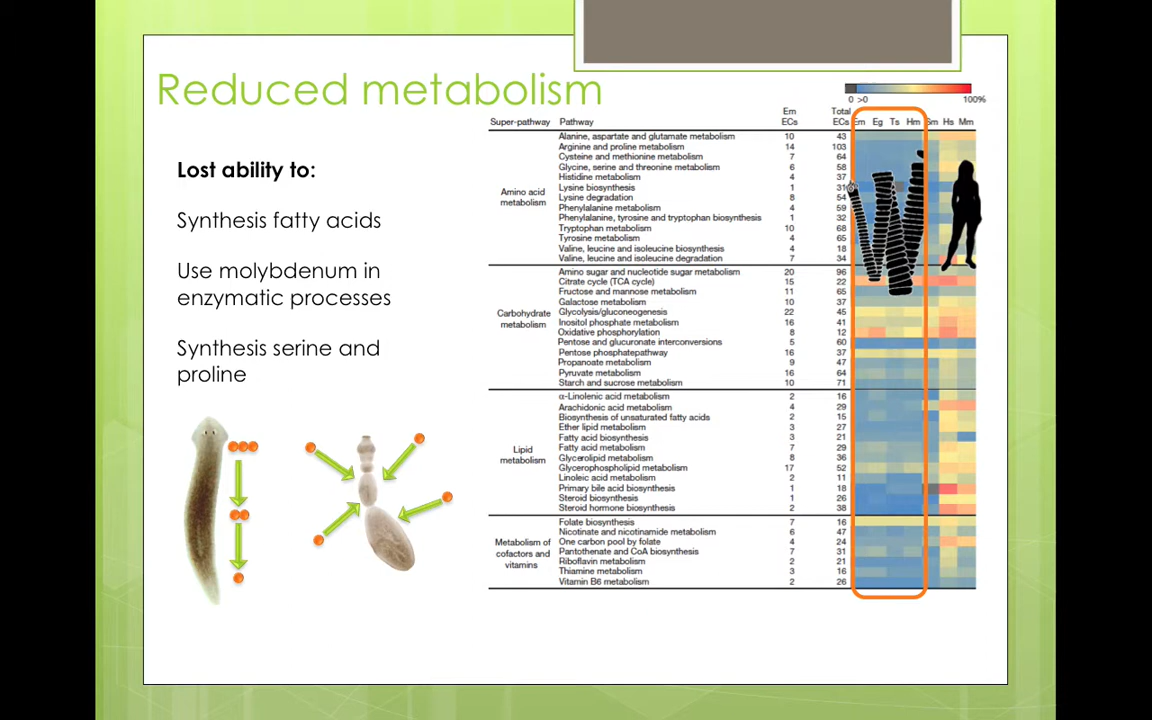 Reduced metabolism
Lost ability to:
Synthesis fatty acids
Use molybdenum in
enzymatic processes
Synthesis serine and
proline
0 >0 100%
Super-pathway Pathway Em ECs Total ECs Em Eg Ts Hm Sm Hs Mm
Amino acid metabolism
Alanine, aspartate and glutamate metabolism 10 43
Arginine and proline metabolism 14 103
Cysteine and methionine metabolism 7 64
Glycine, serine and threonine metabolism 6 58
Histidine metabolism 4 37
Lysine biosynthesis 1 31
Lysine degradation 8 54
Phenylalanine metabolism 4 59
Phenylalanine, tyrosine and tryptophan biosynthesis 1 32
Tryptophan metabolism 10 68
Tyrosine metabolism 4 65
Valine, leucine and isoleucine biosynthesis 4 18
Valine, leucine and isoleucine degradation 7 34
Carbohydrate metabolism
Amino sugar and nucleotide sugar metabolism 20 96
Citrate cycle (TCA cycle) 15 22
Fructose and mannose metabolism 11 65
Galactose metabolism 10 37
Glycolysis/gluconeogenesis 22 45
Inositol phosphate metabolism 16 41
Oxidative phosphorylation 8 12
Pentose and glucuronate interconversions 5 60
Pentose phosphatepathway 16 37
Propanoate metabolism 9 47
Pyruvate metabolism 16 64
Starch and sucrose metabolism 10 71
Lipid metabolism
α-Linolenic acid metabolism 2 16
Arachidonic acid metabolism 4 29
Biosynthesis of unsaturated fatty acids 2 15
Ether lipid metabolism 3 27
Fatty acid biosynthesis 3 21
Fatty acid metabolism 7 29
Glycerolipid metabolism 8 36
Glycerophospholipid metabolism 17 52
Linoleic acid metabolism 2 11
Primary bile acid biosynthesis 1 18
Steroid biosynthesis 1 26
Steroid hormone biosynthesis 2 38
Metabolism of cofactors and vitamins
Folate biosynthesis 7 16
Nicotinate and nicotinamide metabolism 6 47
One carbon pool by folate 4 24
Pantothenate and CoA biosynthesis 7 31
Riboflavin metabolism 2 21
Thiamine metabolism 3 16
Vitamin B6 metabolism 2 26